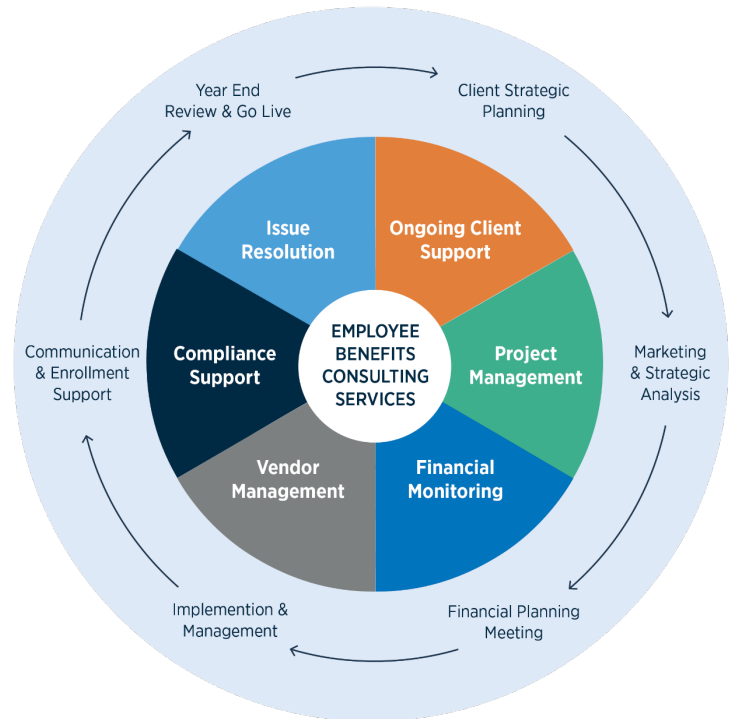 Year End
Review & Go Live
Client Strategic
Planning
Marketing
& Strategic
Analysis
Financial Planning
Meeting
Implemention &
Management
Communication
& Enrollment
Support
Issue
Resolution
Ongoing Client
Support
Project
Management
Financial
Monitoring
Vendor
Management
Compliance
Support
EMPLOYEE
BENEFITS
CONSULTING
SERVICES